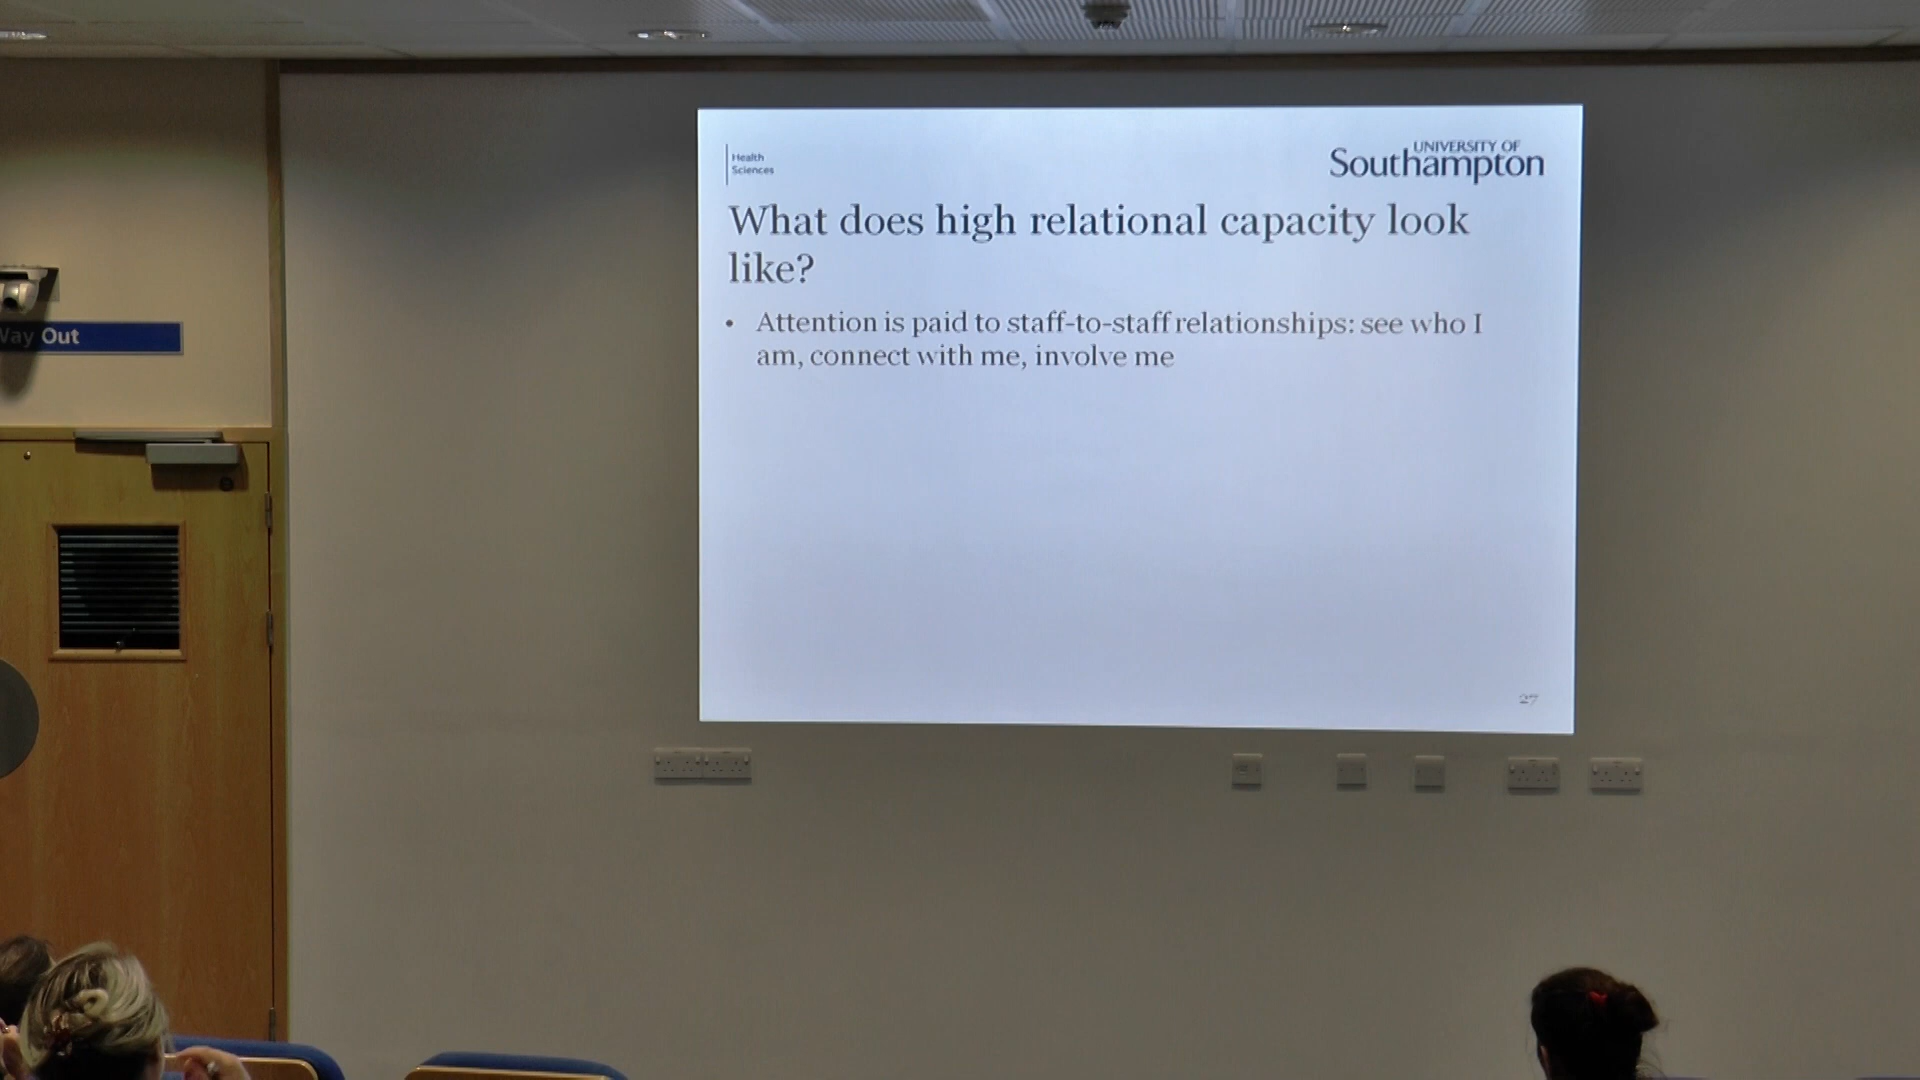 Health
Sciences
UNIVERSITY OF
Southampton
What does high relational capacity look
like?
• Attention is paid to staff-to-staff relationships: see who I
am, connect with me, involve me
27
Way Out